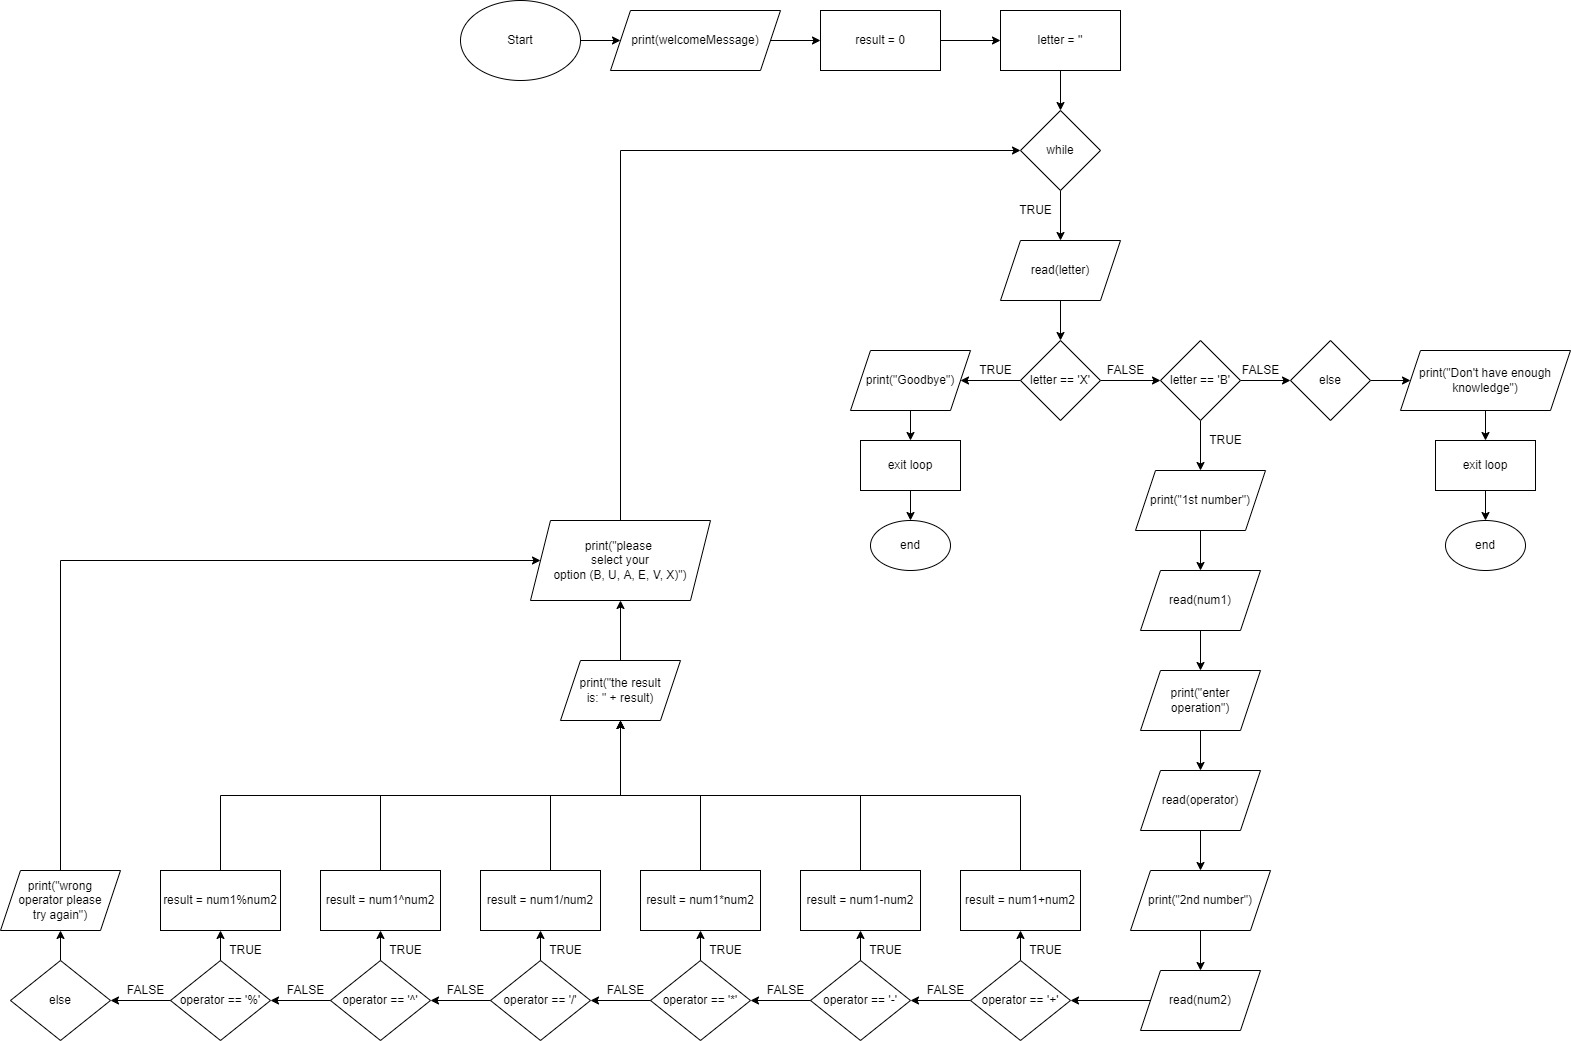 Start
print(welcomeMessage)
result = 0
letter = ''
while
TRUE
read(letter)
print("Goodbye")
TRUE
letter == 'X'
FALSE
letter == 'B'
FALSE
else
print("Don't have enough
knowledge")
TRUE
exit loop
exit loop
print("1st number")
end
end
print("please
select your
option (B, U, A, E, V, X)")
read(num1)
print("the result
is: " + result)
print("enter
operation")
read(operator)
print("wrong
operator please
try again")
result = num1%num2
result = num1^num2
result = num1/num2
result = num1*num2
result = num1-num2
result = num1+num2
print("2nd number")
TRUE
TRUE
TRUE
TRUE
TRUE
TRUE
else
FALSE
operator == '%'
FALSE
operator == '^'
FALSE
operator == '/'
FALSE
operator == '*'
FALSE
operator == '-'
FALSE
operator == '+'
read(num2)